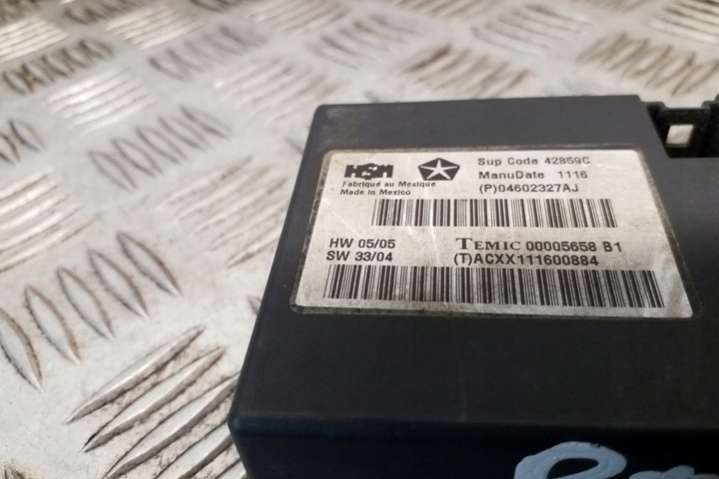 HSM
Fabriqué au Mexique
Made in Mexico
Sup Code 42859C
ManuDate 1116
(P)04602327AJ
HW 05/05
SW 33/04
TEMIC 00005658 B1
(T)ACXX111600884